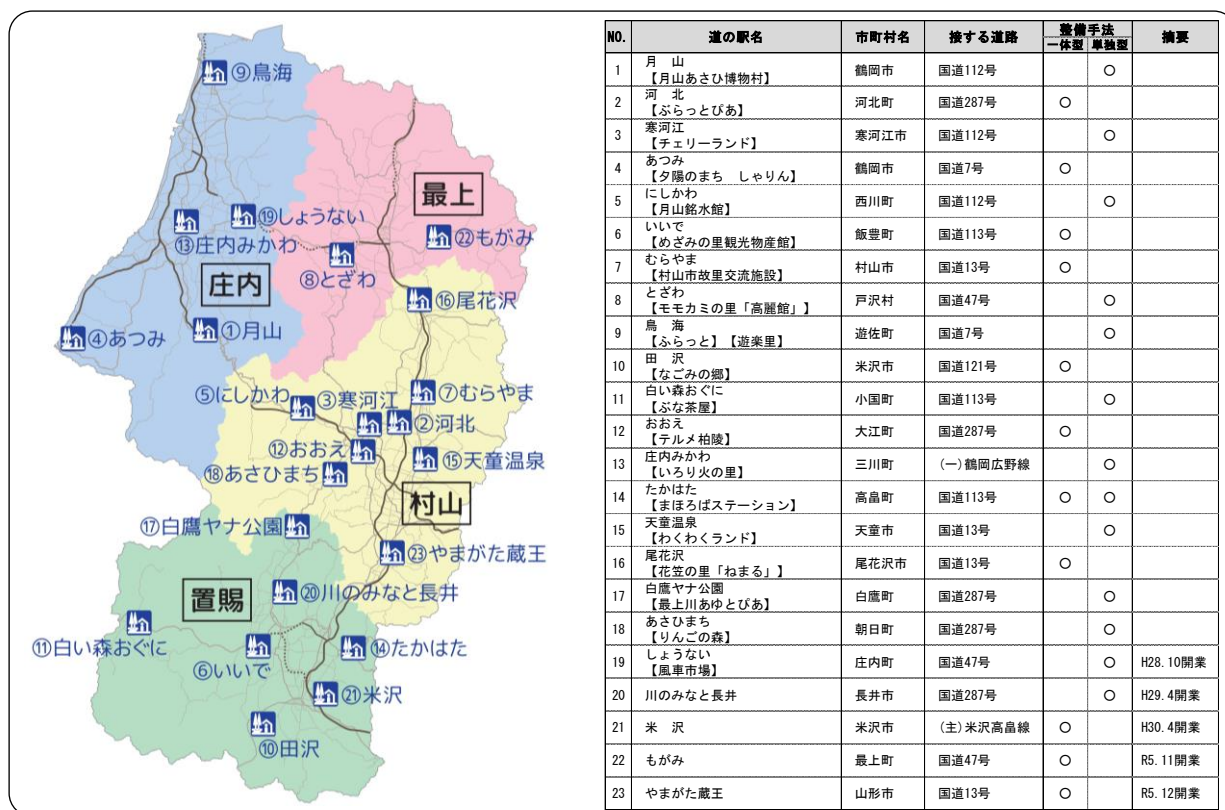 ⑨鳥海
最上
⑲しょうない
⑬庄内みかわ
㉒もがみ
⑧とざわ
庄内
⑯尾花沢
④あつみ
①月山
⑤にしかわ
③寒河江
⑦むらやま
②河北
⑫おおえ
⑮天童温泉
⑱あさひまち
村山
⑰白鷹ヤナ公園
㉓やまがた蔵王
置賜
⑳川のみなと長井
⑪白い森おぐに
⑭たかはた
⑥いいで
㉑米沢
⑩田沢
NO. 道の駅名 市町村名 接する道路 整備手法 摘要
一体型 単独型
1 月 山 【月山あさひ博物村】 鶴岡市 国道112号 ○
2 河 北 【ぶらっとぴあ】 河北町 国道287号 ○
3 寒河江 【チェリーランド】 寒河江市 国道112号 ○
4 あつみ 【夕陽のまち しゃりん】 鶴岡市 国道7号 ○
5 にしかわ 【月山銘水館】 西川町 国道112号 ○
6 いいで 【めざみの里観光物産館】 飯豊町 国道113号 ○
7 むらやま 【村山市故里交流施設】 村山市 国道13号 ○
8 とざわ 【モモカミの里「高麗館」】 戸沢村 国道47号 ○
9 鳥 海 【ふらっと】【遊楽里】 遊佐町 国道7号 ○
10 田 沢 【なごみの郷】 米沢市 国道121号 ○
11 白い森おぐに 【ぶな茶屋】 小国町 国道113号 ○
12 おおえ 【テルメ柏陵】 大江町 国道287号 ○
13 庄内みかわ 【いろり火の里】 三川町 (一)鶴岡広野線 ○
14 たかはた 【まほろばステーション】 高畠町 国道113号 ○ ○
15 天童温泉 【わくわくランド】 天童市 国道13号 ○
16 尾花沢 【花笠の里「ねまる」】 尾花沢市 国道13号 ○
17 白鷹ヤナ公園 【最上川あゆとぴあ】 白鷹町 国道287号 ○
18 あさひまち 【りんごの森】 朝日町 国道287号 ○
19 しょうない 【風車市場】 庄内町 国道47号 ○ H28.10開業
20 川のみなと長井 長井市 国道287号 ○ H29.4開業
21 米 沢 米沢市 (主)米沢高畠線 ○ H30.4開業
22 もがみ 最上町 国道47号 ○ R5.11開業
23 やまがた蔵王 山形市 国道13号 ○ R5.12開業